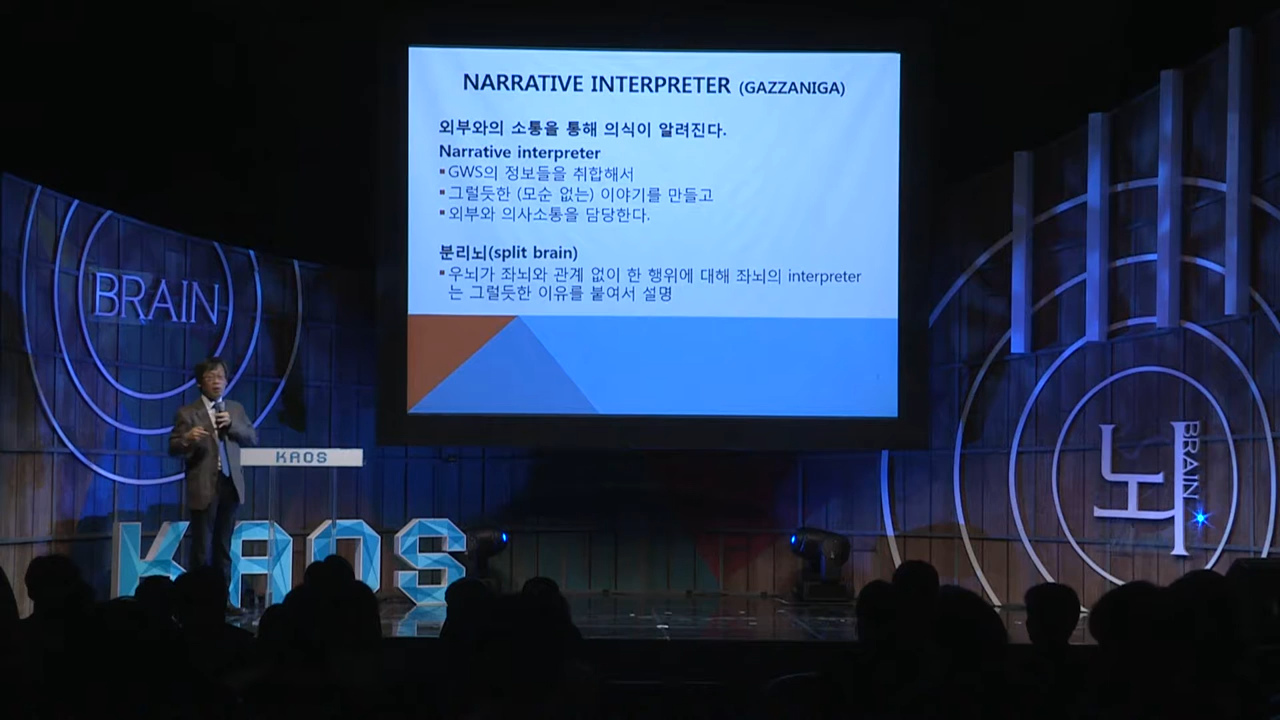 NARRATIVE INTERPRETER (GAZZANIGA)
외부와의 소통을 통해 의식이 알려진다.
Narrative interpreter
▪GWS의 정보들을 취합해서
▪그럴듯한 (모순 없는) 이야기를 만들고
▪외부와 의사소통을 담당한다.
분리뇌(split brain)
▪우뇌가 좌뇌와 관계 없이 한 행위에 대해 좌뇌의 interpreter
는 그럴듯한 이유를 붙여서 설명
BRAIN
KAOS
KAOS
뇌
BRAIN